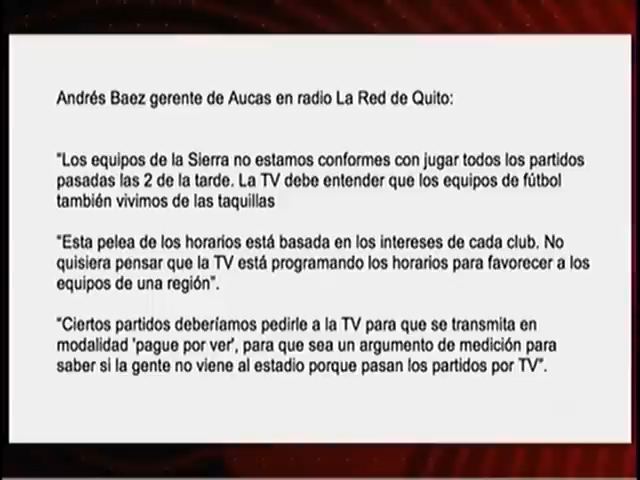 Andrés Baez gerente de Aucas en radio La Red de Quito:
"Los equipos de la Sierra no estamos conformes con jugar todos los partidos
pasadas las 2 de la tarde. La TV debe entender que los equipos de fútbol
también vivimos de las taquillas
"Esta pelea de los horarios está basada en los intereses de cada club. No
quisiera pensar que la TV está programando los horarios para favorecer a los
equipos de una región".
"Ciertos partidos deberíamos pedirle a la TV para que se transmita en
modalidad 'pague por ver', para que sea un argumento de medición para
saber si la gente no viene al estadio porque pasan los partidos por TV".